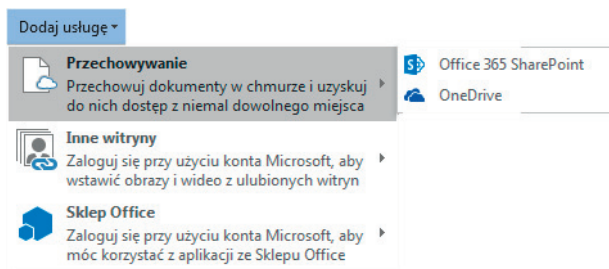 Dodaj usługę
Przechowywanie
Przechowuj dokumenty w chmurze i uzyskuj
do nich dostęp z niemal dowolnego miejsca
Office 365 SharePoint
OneDrive
Inne witryny
Zaloguj się przy użyciu konta Microsoft, aby
wstawić obrazy i wideo z ulubionych witryn
Sklep Office
Zaloguj się przy użyciu konta Microsoft, aby
móc korzystać z aplikacji ze Sklepu Office